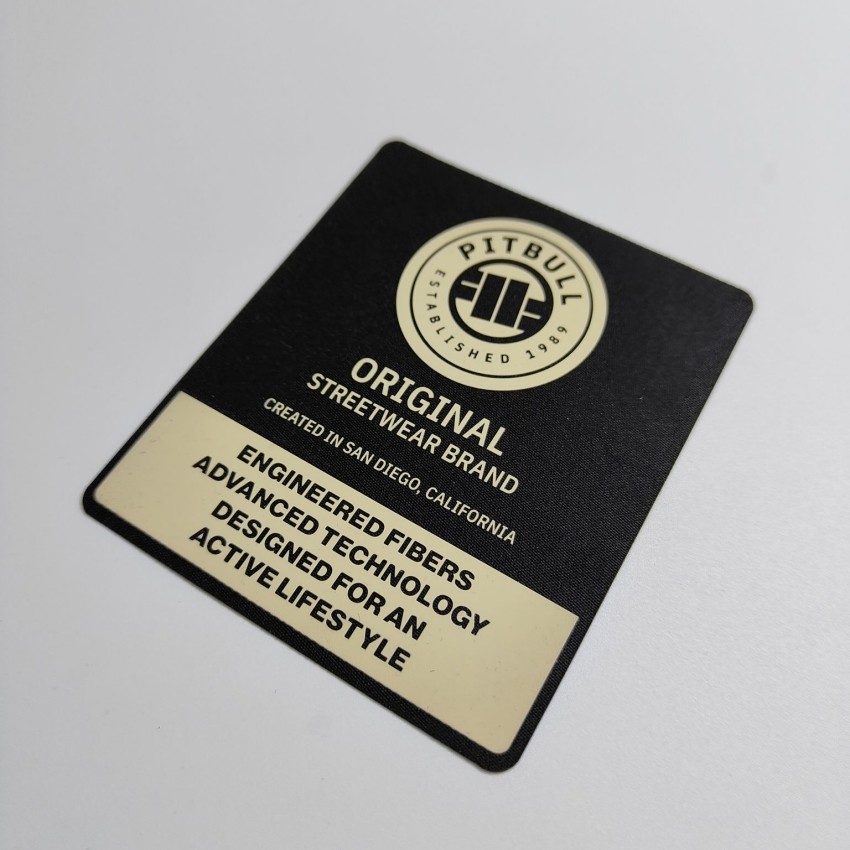 PITBULL
ESTABLISHED 1989
ORIGINAL
STREETWEAR BRAND
CREATED IN SAN DIEGO, CALIFORNIA
ENGINEERED FIBERS
ADVANCED TECHNOLOGY
DESIGNED FOR AN
ACTIVE LIFESTYLE